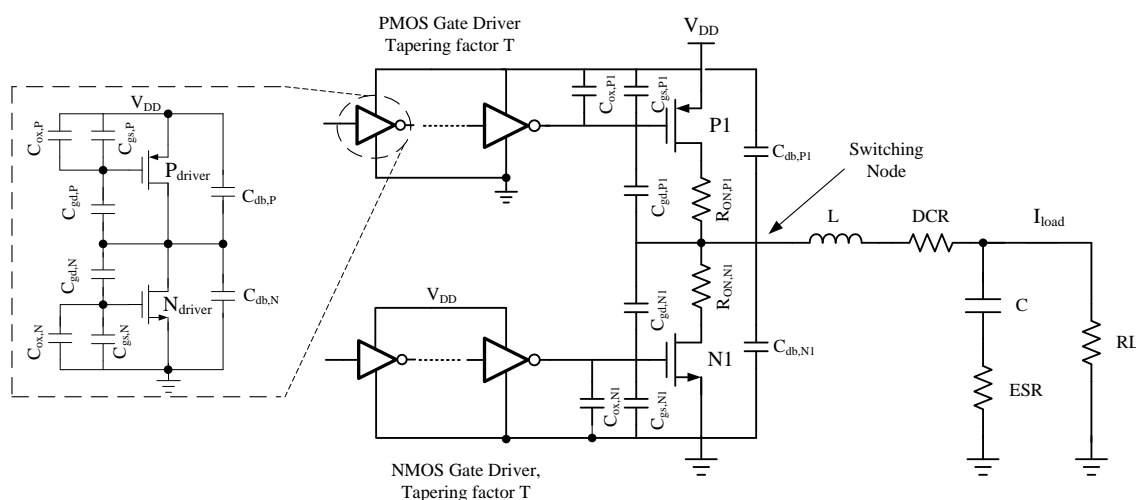 PMOS Gate Driver
Tapering factor T
V_DD
V_DD
C_ox,P
C_gs,P
P_driver
C_gd,P
C_db,P
C_gd,N
N_driver
C_db,N
C_ox,N
C_gs,N
C_ox,P1
C_gs,P1
P1
C_db,P1
C_gd,P1
R_ON,P1
Switching
Node
L
DCR
I_load
V_DD
C_gd,N1
R_ON,N1
C_db,N1
N1
C_ox,N1
C_gs,N1
C
ESR
RL
NMOS Gate Driver,
Tapering factor T